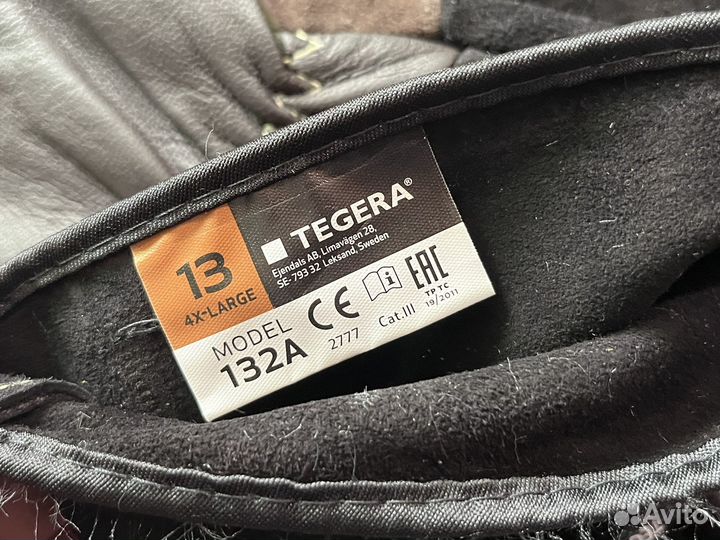 13
4X-LARGE
TEGERA®
Ejendals AB, Limavägen 28,
SE-793 32 Leksand, Sweden
MODEL
132A
CE
2777
i
Cat.III
EAC
TP TC
19/2011
Avito